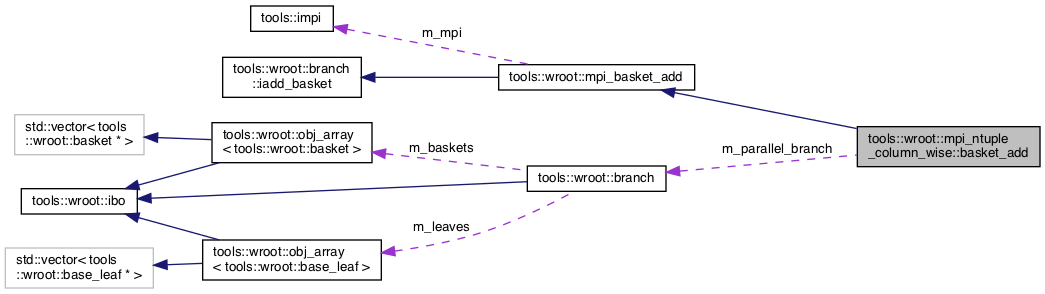 tools::impi
m_mpi
tools::wroot::branch
::iadd_basket
tools::wroot::mpi_basket_add
std::vector< tools
::wroot::basket * >
tools::wroot::obj_array
< tools::wroot::basket >
m_baskets
m_parallel_branch
tools::wroot::mpi_ntuple
_column_wise::basket_add
tools::wroot::branch
tools::wroot::ibo
m_leaves
std::vector< tools
::wroot::base_leaf * >
tools::wroot::obj_array
< tools::wroot::base_leaf >